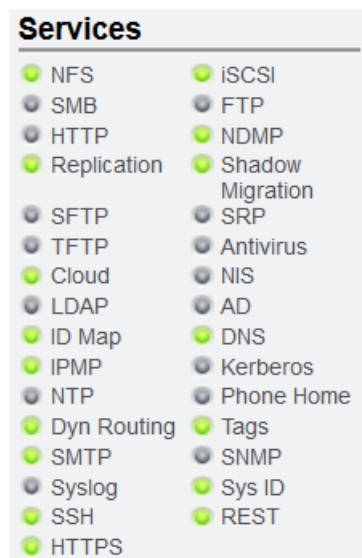 Services
NFS iSCSI
SMB FTP
HTTP NDMP
Replication Shadow
Migration
SFTP SRP
TFTP Antivirus
Cloud NIS
LDAP AD
ID Map DNS
IPMP Kerberos
NTP Phone Home
Dyn Routing Tags
SMTP SNMP
Syslog Sys ID
SSH REST
HTTPS